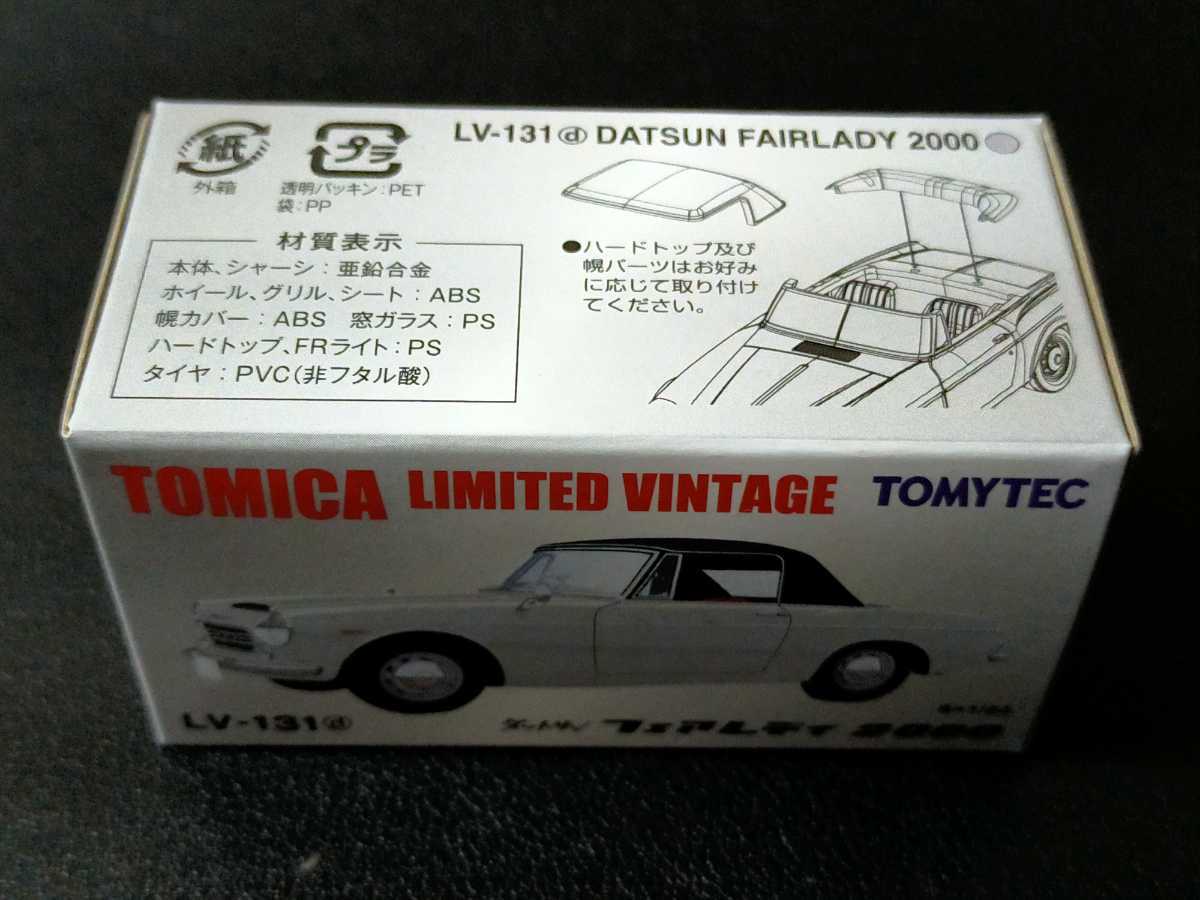 LV-131ⓓ DATSUN FAIRLADY 2000
紙
外箱
プラ
透明パッキン:PET
袋:PP
材質表示
本体、シャーシ:亜鉛合金
ホイール、グリル、シート:ABS
幌カバー:ABS 窓ガラス:PS
ハードトップ、FRライト:PS
タイヤ:PVC(非フタル酸)
●ハードトップ及び
幌パーツはお好み
に応じて取り付け
てください。
TOMICA LIMITED VINTAGE TOMYTEC
LV-131ⓓ ダットサン フェアレディ 2000